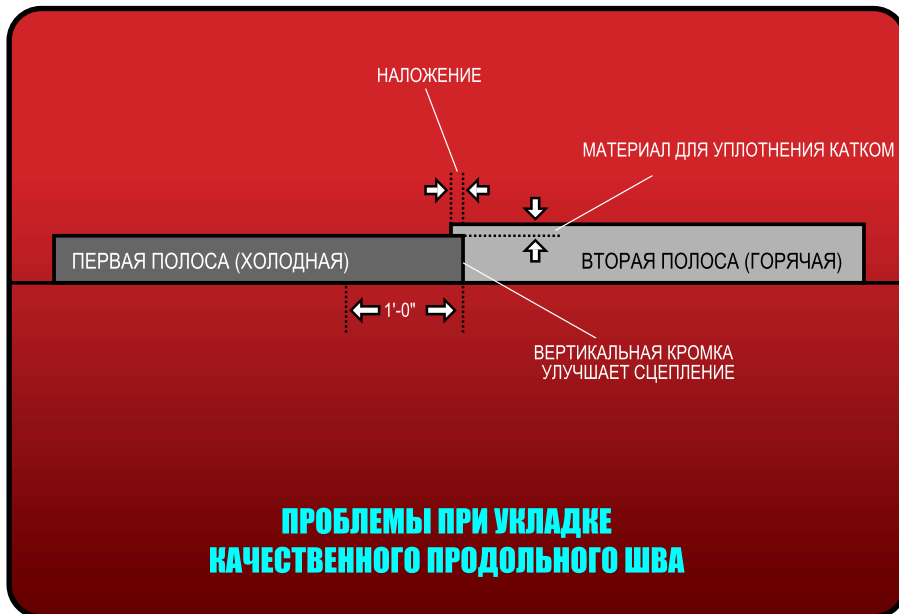 НАЛОЖЕНИЕ
МАТЕРИАЛ ДЛЯ УПЛОТНЕНИЯ КАТКОМ
ПЕРВАЯ ПОЛОСА (ХОЛОДНАЯ)
ВТОРАЯ ПОЛОСА (ГОРЯЧАЯ)
1'-0"
ВЕРТИКАЛЬНАЯ КРОМКА
УЛУЧШАЕТ СЦЕПЛЕНИЕ
ПРОБЛЕМЫ ПРИ УКЛАДКЕ
КАЧЕСТВЕННОГО ПРОДОЛЬНОГО ШВА